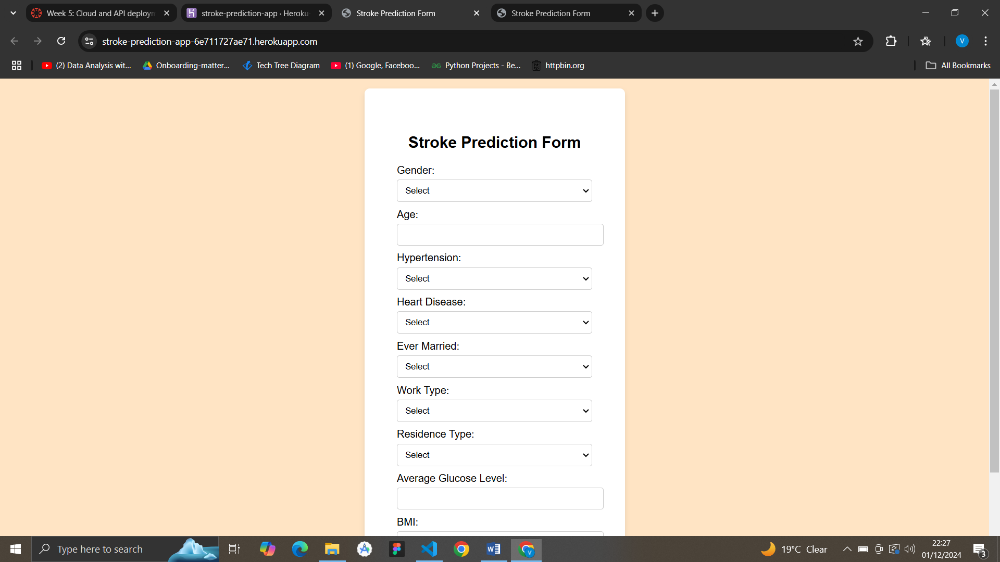 Week 5: Cloud and API deploym
stroke-prediction-app · Heroku
Stroke Prediction Form
Stroke Prediction Form
stroke-prediction-app-6e711727ae71.herokuapp.com
V
(2) Data Analysis wit...
Onboarding-matter...
Tech Tree Diagram
(1) Google, Faceboo...
Python Projects - Be...
httpbin.org
All Bookmarks
Stroke Prediction Form
Gender:
Select
Age:
Hypertension:
Select
Heart Disease:
Select
Ever Married:
Select
Work Type:
Select
Residence Type:
Select
Average Glucose Level:
BMI:
Type here to search
19°C Clear
22:27
01/12/2024
3